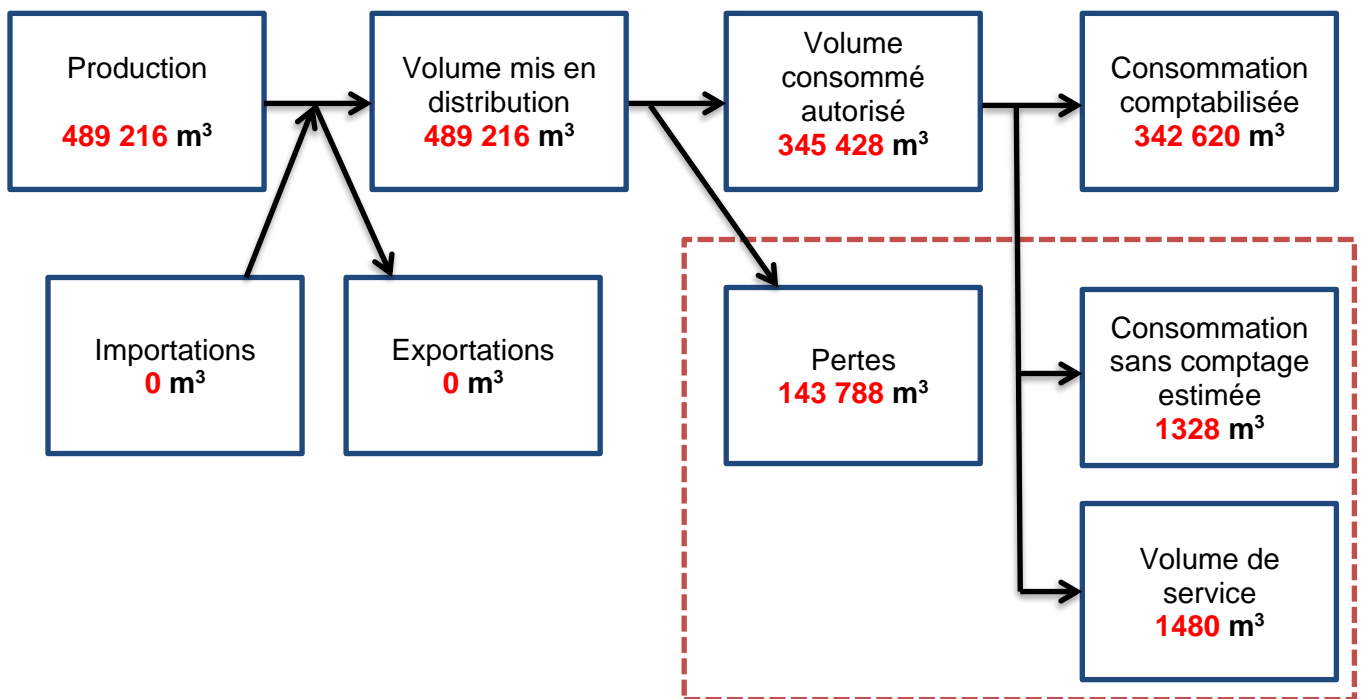 Production
489 216 m³
Volume mis en
distribution
489 216 m³
Volume
consommé
autorisé
345 428 m³
Consommation
comptabilisée
342 620 m³
Importations
0 m³
Exportations
0 m³
Pertes
143 788 m³
Consommation
sans comptage
estimée
1328 m³
Volume de
service
1480 m³